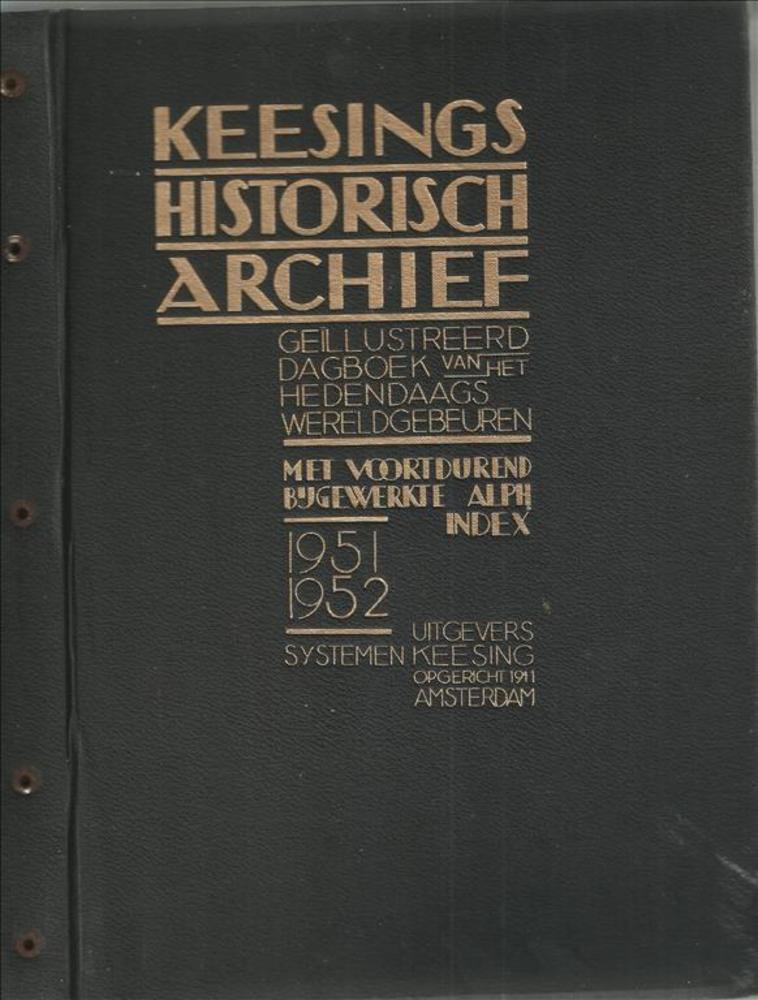 KEESINGS
HISTORISCH
ARCHIEF
GEÏLLUSTREERD
DAGBOEK VAN HET
HEDENDAAGS
WERELDGEBEUREN
MET VOORTDUREND
BIJGEWERKTE ALPH.
INDEX
1951
1952
UITGEVERS
SYSTEMEN KEESING
OPGERICHT 1911
AMSTERDAM